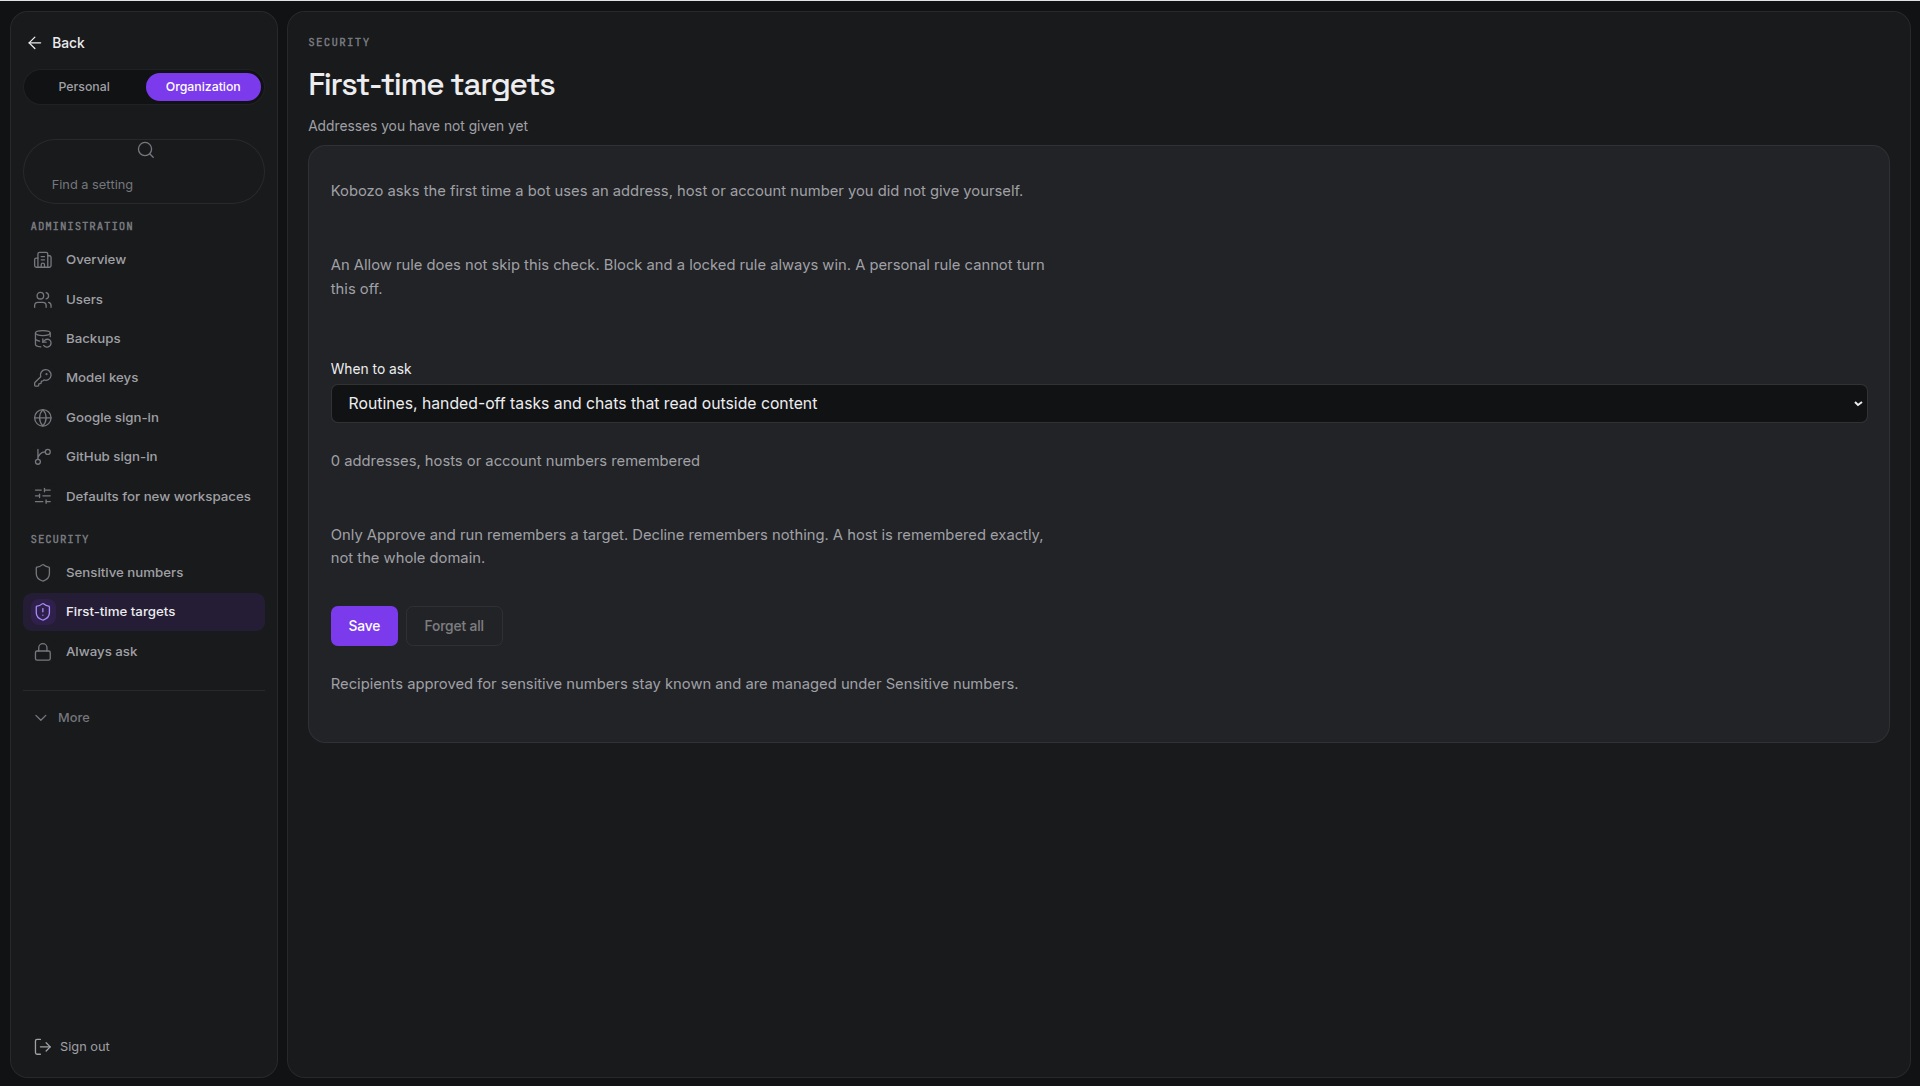 Back
Personal
Organization
Find a setting
ADMINISTRATION
Overview
Users
Backups
Model keys
Google sign-in
GitHub sign-in
Defaults for new workspaces
SECURITY
Sensitive numbers
First-time targets
Always ask
More
Sign out
SECURITY
First-time targets
Addresses you have not given yet
Kobozo asks the first time a bot uses an address, host or account number you did not give yourself.
An Allow rule does not skip this check. Block and a locked rule always win. A personal rule cannot turn
this off.
When to ask
Routines, handed-off tasks and chats that read outside content
0 addresses, hosts or account numbers remembered
Only Approve and run remembers a target. Decline remembers nothing. A host is remembered exactly,
not the whole domain.
Save
Forget all
Recipients approved for sensitive numbers stay known and are managed under Sensitive numbers.